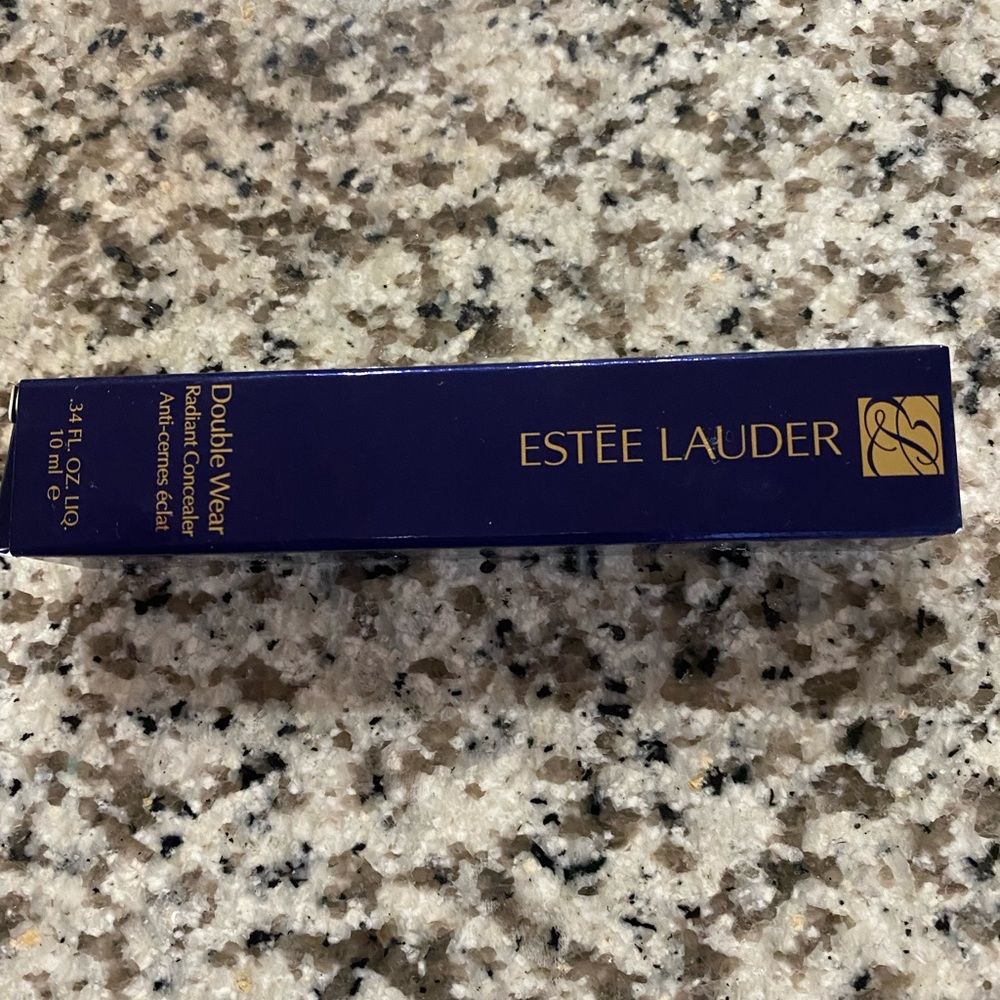 ESTĒE LAUDER
Double Wear
Radiant Concealer
Anti-cernes éclat
.34 FL. OZ. LIQ.
10 ml ℮